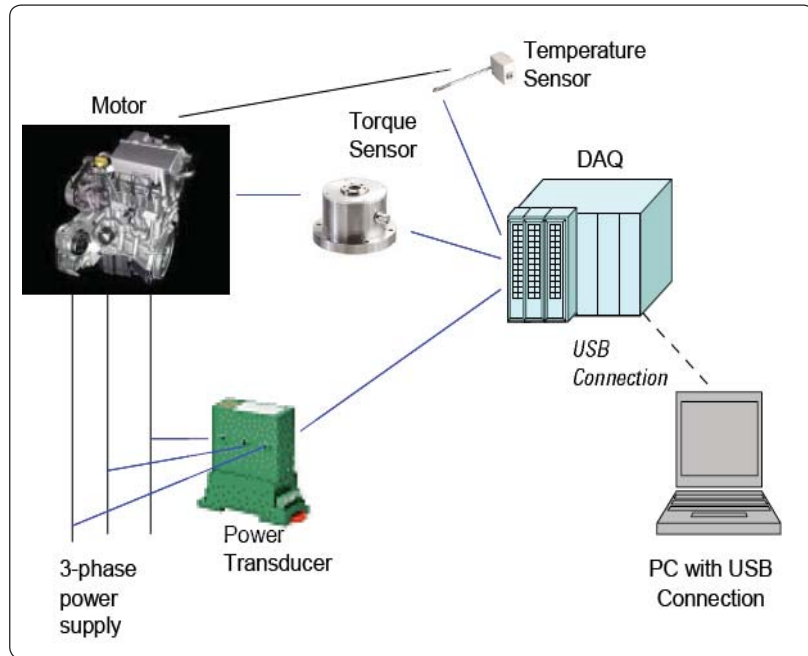 Temperature
Sensor
Motor
Torque
Sensor
DAQ
USB
Connection
Power
Transducer
3-phase
power
supply
PC with USB
Connection